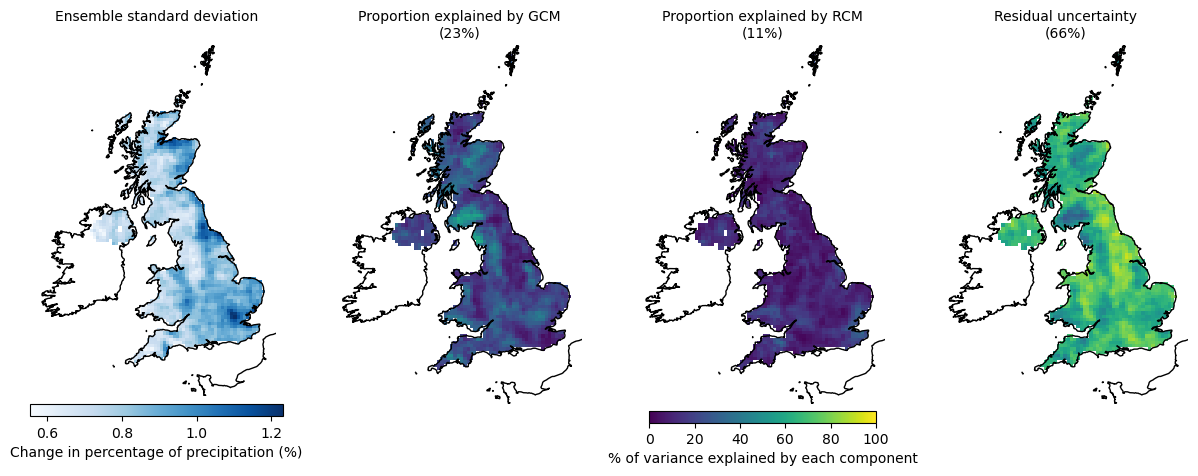 Ensemble standard deviation
Proportion explained by GCM
(23%)
Proportion explained by RCM
(11%)
Residual uncertainty
(66%)
0.6 0.8 1.0 1.2
Change in percentage of precipitation (%)
0 20 40 60 80 100
% of variance explained by each component